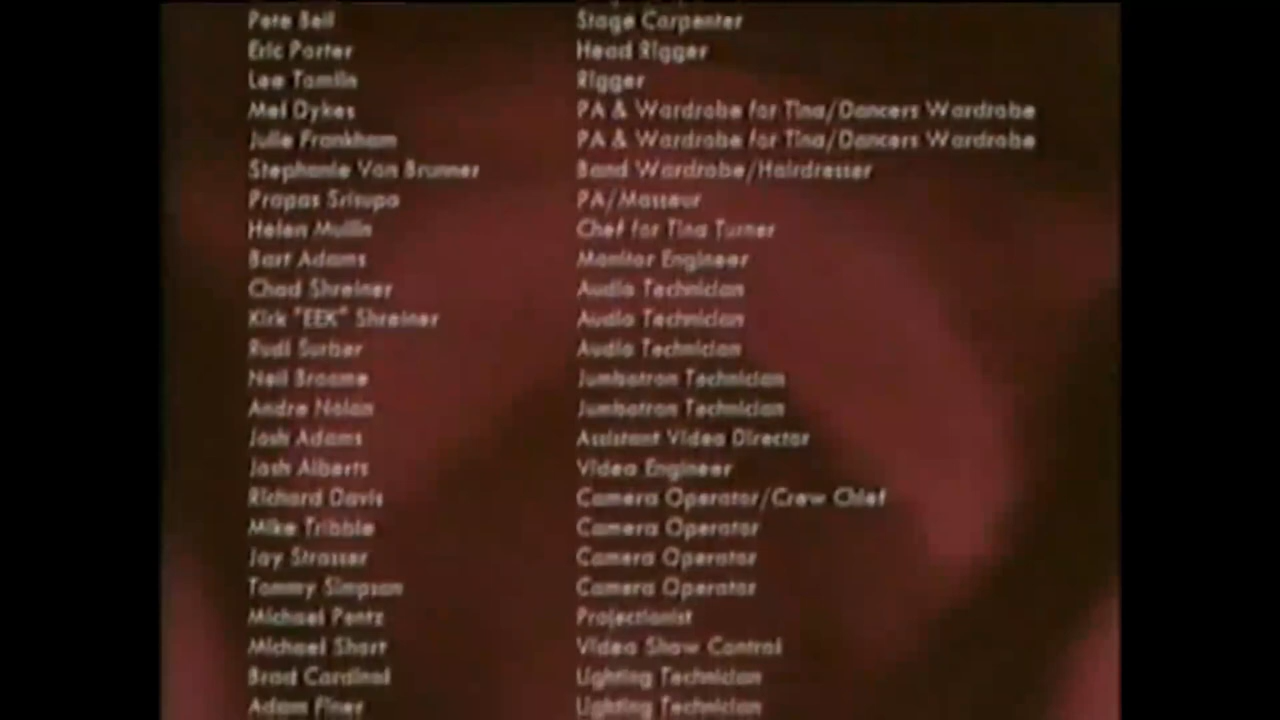 Pete Bell Stage Carpenter
Eric Porter Head Rigger
Lee Tomlin Rigger
Mel Dykes PA & Wardrobe for Tina/Dancers Wardrobe
Julie Frankham PA & Wardrobe for Tina/Dancers Wardrobe
Stephanie Van Brunner Band Wardrobe/Hairdresser
Prapas Srisupa PA/Masseur
Helen Mullin Chef for Tina Turner
Bart Adams Monitor Engineer
Chad Shreiner Audio Technician
Kirk "EEK" Shreiner Audio Technician
Rudi Surber Audio Technician
Neil Broome Jumbotron Technician
Andre Nolan Jumbotron Technician
Josh Adams Assistant Video Director
Josh Alberts Video Engineer
Richard Davis Camera Operator/Crew Chief
Mike Tribble Camera Operator
Jay Strasser Camera Operator
Tommy Simpson Camera Operator
Michael Pentz Projectionist
Michael Short Video Show Control
Brad Cardinal Lighting Technician
Adam Finer Lighting Technician